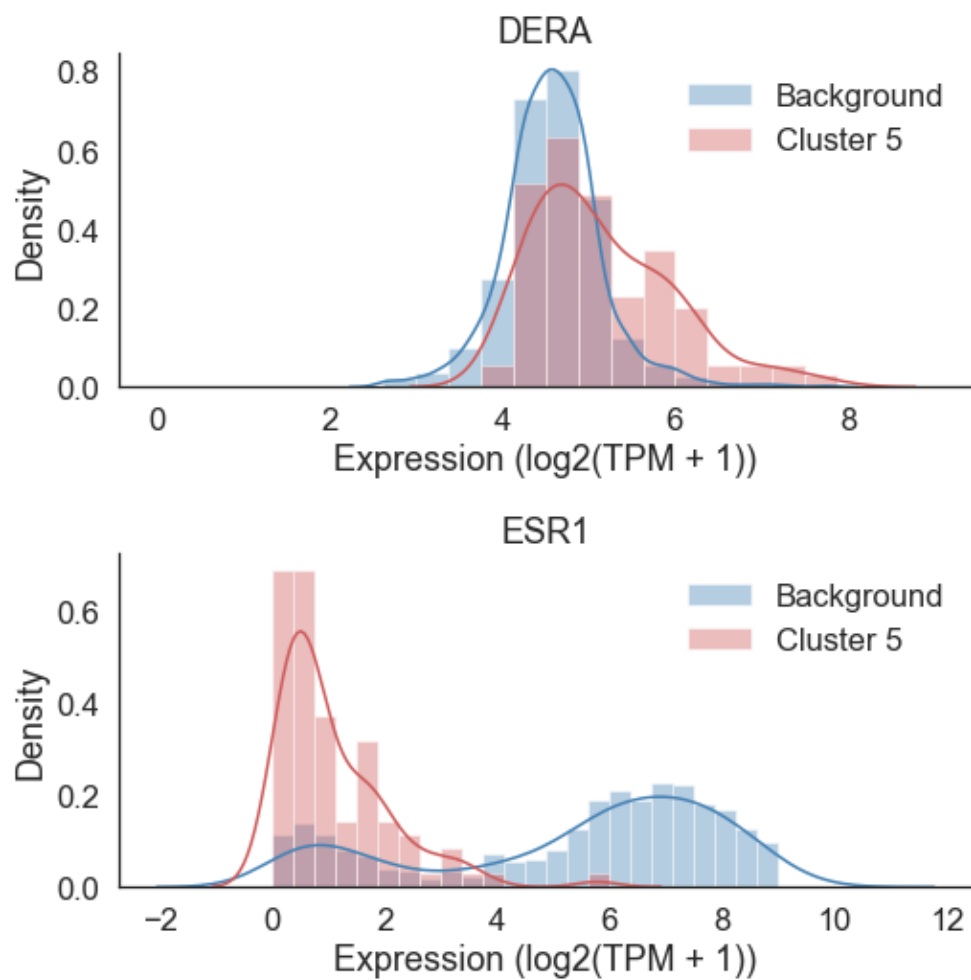 DERA
Background
Cluster 5
Density
0.8
0.6
0.4
0.2
0.0
0 2 4 6 8
Expression (log2(TPM + 1))
ESR1
Background
Cluster 5
Density
0.6
0.4
0.2
0.0
−2 0 2 4 6 8 10 12
Expression (log2(TPM + 1))